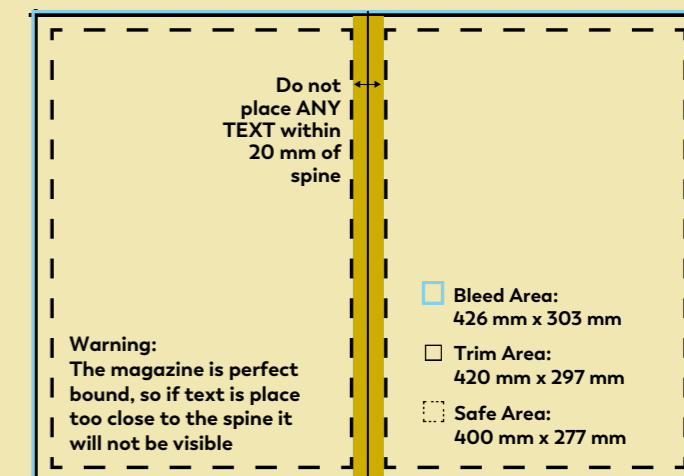 Do not
place ANY
TEXT within
20 mm of
spine
Warning:
The magazine is perfect
bound, so if text is place
too close to the spine it
will not be visible
Bleed Area:
426 mm x 303 mm
Trim Area:
420 mm x 297 mm
Safe Area:
400 mm x 277 mm